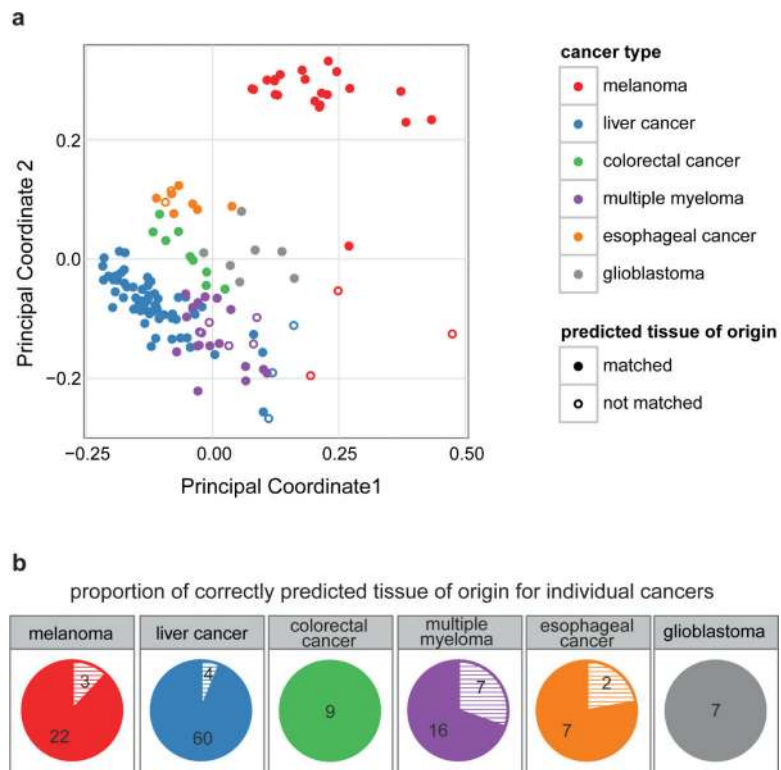 a
Principal Coordinate 2
0.2
0.0
−0.2
−0.25
0.00
0.25
0.50
Principal Coordinate1
cancer type
melanoma
liver cancer
colorectal cancer
multiple myeloma
esophageal cancer
glioblastoma
predicted tissue of origin
matched
not matched
b
proportion of correctly predicted tissue of origin for individual cancers
melanoma
liver cancer
colorectal
cancer
multiple
myeloma
esophageal
cancer
glioblastoma
3
22
4
60
9
7
16
2
7
7